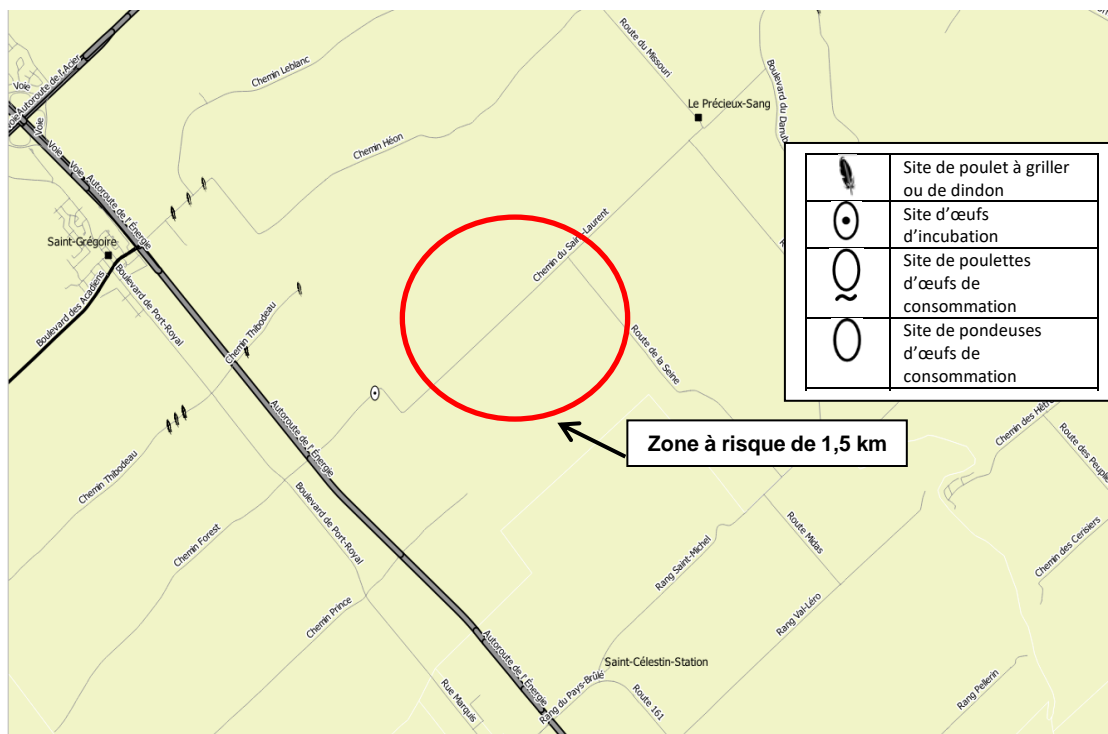 Voie
Autoroute de l'Acier
Voie
Voie
Voie
Voie
Autoroute de l'Énergie
Chemin Leblanc
Chemin Héon
Route du Missouri
Boulevard du Danub
Le Précieux-Sang
Saint-Grégoire
Boulevard des Acadiens
Boulevard de Port-Royal
Chemin du Saint-Laurent
Chemin Thibodeau
Route de la Seine
Site de poulet à griller
ou de dindon
Site d'œufs
d'incubation
Site de poulettes
d'œufs de
consommation
Site de pondeuses
d'œufs de
consommation
Zone à risque de 1,5 km
Autoroute de l'Énergie
Chemin Thibodeau
Boulevard de Port-Royal
Chemin Forest
Chemin Prince
Chemin des Hêtr
Route des Peuple
Chemin des Cerisiers
Route Midas
Rang Saint-Michel
Rang Val-Léro
Autoroute de l'Énergie
Saint-Célestin-Station
Rang du Pays-Brûlé
Route 161
Rue Marquis
Rang Pellerin